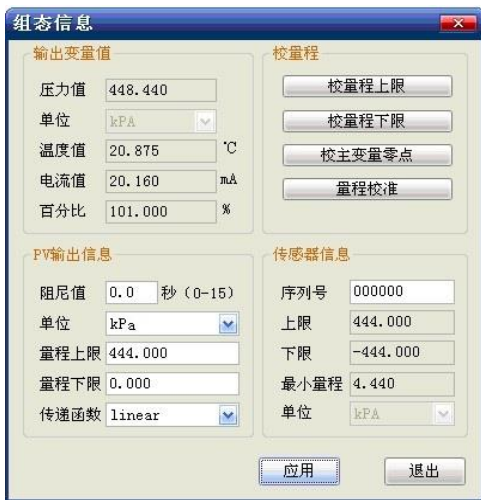 组态信息
输出变量值
压力值 448.440
单位 kPA
温度值 20.875 ℃
电流值 20.160 mA
百分比 101.000 %
校量程
校量程上限
校量程下限
校主变量零点
量程校准
PV输出信息
阻尼值 0.0 秒（0-15）
单位 kPa
量程上限 444.000
量程下限 0.000
传递函数 linear
传感器信息
序列号 000000
上限 444.000
下限 -444.000
最小量程 4.440
单位 kPA
应用 退出